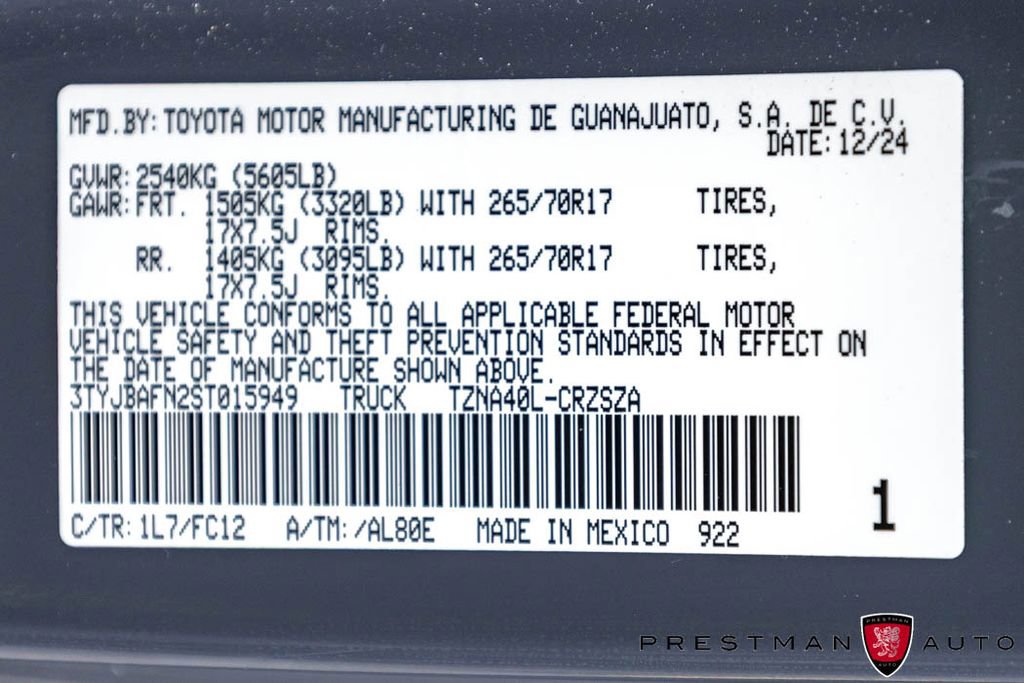 MFD.BY: TOYOTA MOTOR MANUFACTURING DE GUANAJUATO, S.A. DE C.V.
DATE: 12/24
GVWR: 2540KG (5605LB)
GAWR: FRT. 1505KG (3320LB) WITH 265/70R17 TIRES,
17X7.5J RIMS.
RR. 1405KG (3095LB) WITH 265/70R17 TIRES,
17X7.5J RIMS.
THIS VEHICLE CONFORMS TO ALL APPLICABLE FEDERAL MOTOR
VEHICLE SAFETY AND THEFT PREVENTION STANDARDS IN EFFECT ON
THE DATE OF MANUFACTURE SHOWN ABOVE.
3TYJBAFN2ST015949 TRUCK TZNA40L-CRZSZA
C/TR: 1L7/FC12 A/TM: /AL80E MADE IN MEXICO 922
1
PRESTMAN AUTO
PRESTMAN
AUTO